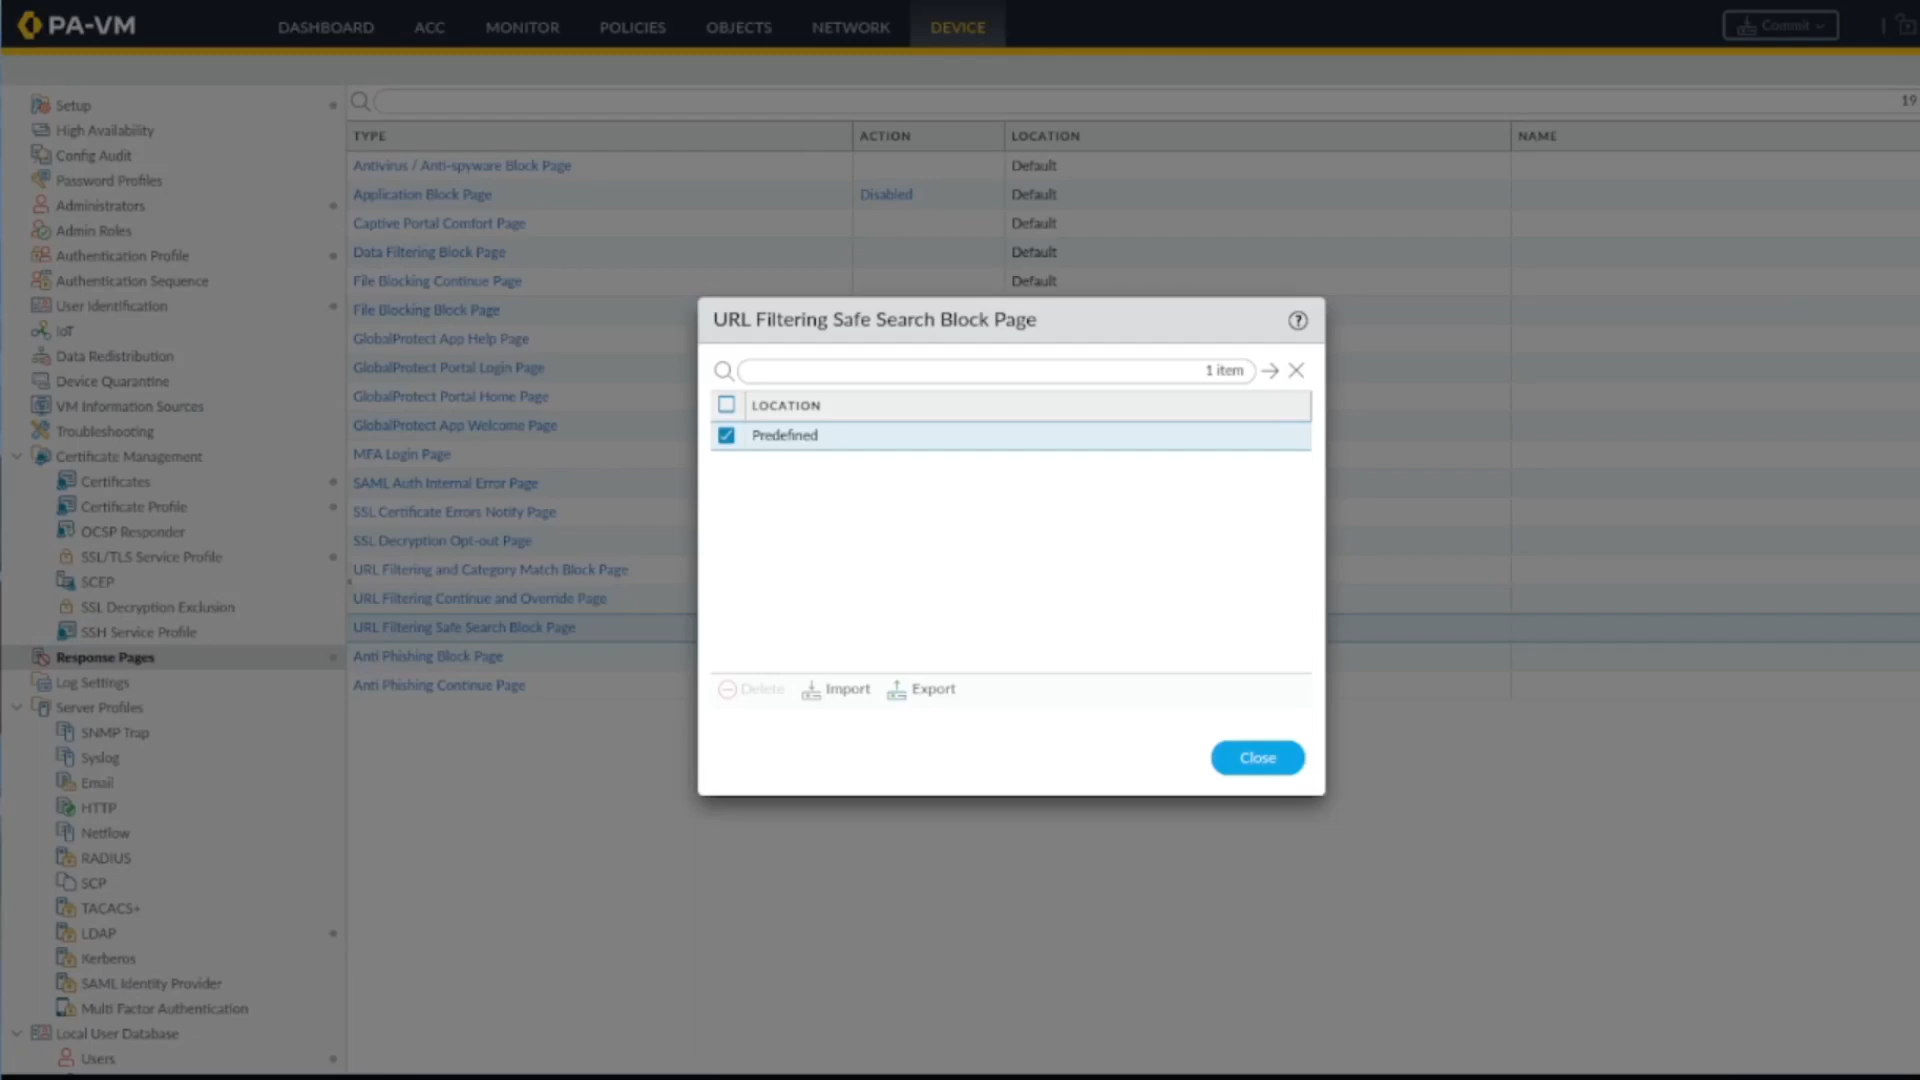 PA-VM
DASHBOARD ACC MONITOR POLICIES OBJECTS NETWORK DEVICE
Commit
Setup
High Availability
Config Audit
Password Profiles
Administrators
Admin Roles
Authentication Profile
Authentication Sequence
User Identification
IoT
Data Redistribution
Device Quarantine
VM Information Sources
Troubleshooting
Certificate Management
Certificates
Certificate Profile
OCSP Responder
SSL/TLS Service Profile
SCEP
SSL Decryption Exclusion
SSH Service Profile
Response Pages
Log Settings
Server Profiles
SNMP Trap
Syslog
Email
HTTP
Netflow
RADIUS
SCP
TACACS+
LDAP
Kerberos
SAML Identity Provider
Multi Factor Authentication
Local User Database
Users
19
TYPE ACTION LOCATION NAME
Antivirus / Anti-spyware Block Page Default
Application Block Page Disabled Default
Captive Portal Comfort Page Default
Data Filtering Block Page Default
File Blocking Continue Page Default
File Blocking Block Page
GlobalProtect App Help Page
GlobalProtect Portal Login Page
GlobalProtect Portal Home Page
GlobalProtect App Welcome Page
MFA Login Page
SAML Auth Internal Error Page
SSL Certificate Errors Notify Page
SSL Decryption Opt-out Page
URL Filtering and Category Match Block Page
URL Filtering Continue and Override Page
URL Filtering Safe Search Block Page
Anti Phishing Block Page
Anti Phishing Continue Page
URL Filtering Safe Search Block Page
1 item
LOCATION
Predefined
Delete Import Export
Close